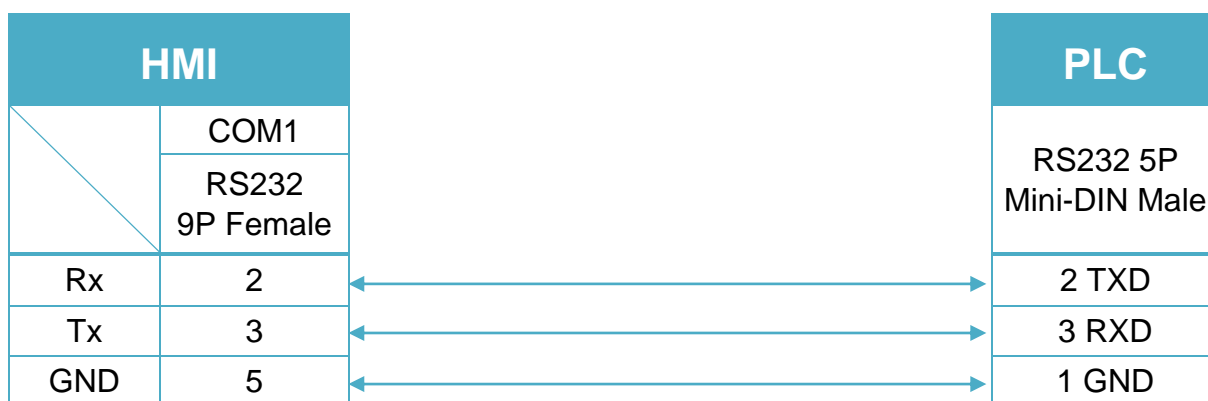 HMI
PLC
COM1
RS232
9P Female
RS232 5P
Mini-DIN Male
Rx 2 2 TXD
Tx 3 3 RXD
GND 5 1 GND